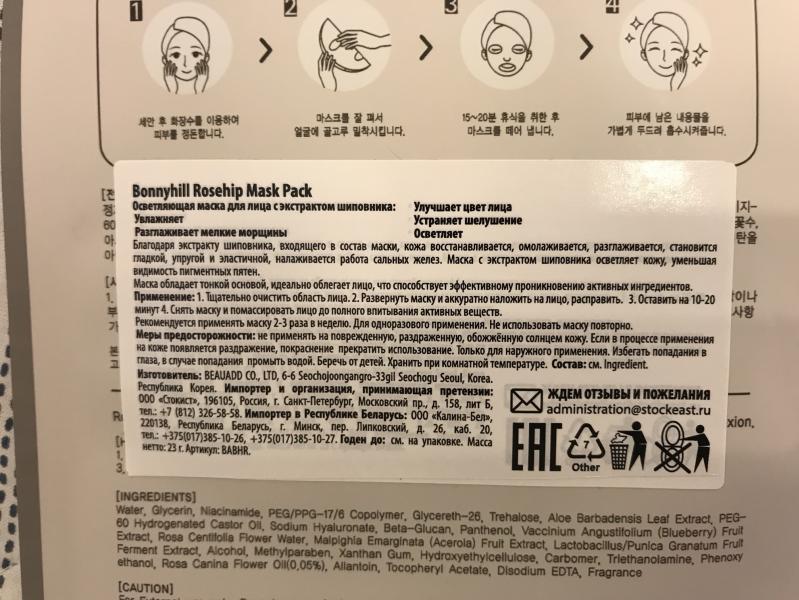 1 2 3 4
세안 후 화장수를 이용하여
피부를 정돈합니다.
마스크를 잘 펴서
얼굴에 골고루 밀착시킵니다.
15~20분 휴식을 취한 후
마스크를 떼어 냅니다.
피부에 남은 내용물을
가볍게 두드려 흡수시켜줍니다.
Bonnyhill Rosehip Mask Pack
Осветляющая маска для лица с экстрактом шиповника:
Увлажняет
Разглаживает мелкие морщины
Улучшает цвет лица
Устраняет шелушение
Осветляет
Благодаря экстракту шиповника, входящего в состав маски, кожа восстанавливается, омолаживается, разглаживается, становится
гладкой, упругой и эластичной, налаживается работа сальных желез. Маска с экстрактом шиповника осветляет кожу, уменьшая
видимость пигментных пятен.
Маска обладает тонкой основой, идеально облегает лицо, что способствует эффективному проникновению активных ингредиентов.
Применение: 1. Тщательно очистить область лица. 2. Развернуть маску и аккуратно наложить на лицо, расправить. 3. Оставить на 10-20
минут 4. Снять маску и помассировать лицо до полного впитывания активных веществ.
Рекомендуется применять маску 2-3 раза в неделю. Для одноразового применения. Не использовать маску повторно.
Меры предосторожности: не применять на поврежденную, раздраженную, обожжённую солнцем кожу. Если в процессе применения
на коже появляется раздражение, покраснение прекратить использование. Только для наружного применения. Избегать попадания в
глаза, в случае попадания промыть водой. Беречь от детей. Хранить при комнатной температуре. Состав: см. Ingredient.
Изготовитель: BEAUADD CO., LTD, 6-6 Seochojoongangro-33gil Seochogu Seoul, Korea.
Республика Корея. Импортер и организация, принимающая претензии:
ООО «Стокист», 196105, Россия, г. Санкт-Петербург, Московский пр., д. 158, лит Б,
тел.: +7 (812) 326-58-58. Импортер в Республике Беларусь: ООО «Калина-Бел»,
220138, Республика Беларусь, г. Минск, пер. Липковский, д. 26, каб. 20,
тел.: +375(017)385-10-26, +375(017)385-10-27. Годен до: см. на упаковке. Масса
нетто: 23 г. Артикул: BABHR.
ЖДЕМ ОТЗЫВЫ И ПОЖЕЛАНИЯ
administration@stockeast.ru
EAC
7
Other
xion.
[INGREDIENTS]
Water, Glycerin, Niacinamide, PEG/PPG-17/6 Copolymer, Glycereth-26, Trehalose, Aloe Barbadensis Leaf Extract, PEG-
60 Hydrogenated Castor Oil, Sodium Hyaluronate, Beta-Glucan, Panthenol, Vaccinium Angustifolium (Blueberry) Fruit
Extract, Rosa Centifolia Flower Water, Malpighia Emarginata (Acerola) Fruit Extract, Lactobacillus/Punica Granatum Fruit
Ferment Extract, Alcohol, Methylparaben, Xanthan Gum, Hydroxyethylcellulose, Carbomer, Triethanolamine, Phenoxy
ethanol, Rosa Canina Flower Oil(0,05%), Allantoin, Tocopheryl Acetate, Disodium EDTA, Fragrance
[CAUTION]